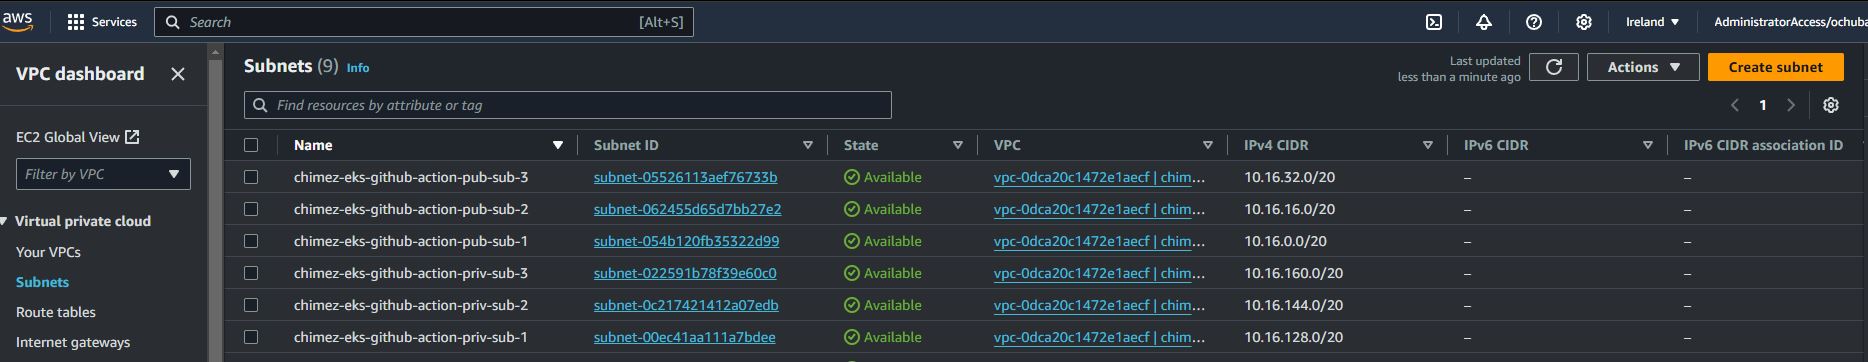 aws Services Search [Alt+S] Ireland AdministratorAccess/ochuba
VPC dashboard
EC2 Global View
Filter by VPC
Virtual private cloud
Your VPCs
Subnets
Route tables
Internet gateways
Subnets (9) Info
Last updated
less than a minute ago
Actions
Create subnet
Find resources by attribute or tag
1
Name Subnet ID State VPC IPv4 CIDR IPv6 CIDR IPv6 CIDR association ID
chimez-eks-github-action-pub-sub-3 subnet-05526113aef76733b Available vpc-0dca20c1472e1aecf | chim... 10.16.32.0/20 – –
chimez-eks-github-action-pub-sub-2 subnet-062455d65d7bb27e2 Available vpc-0dca20c1472e1aecf | chim... 10.16.16.0/20 – –
chimez-eks-github-action-pub-sub-1 subnet-054b120fb35322d99 Available vpc-0dca20c1472e1aecf | chim... 10.16.0.0/20 – –
chimez-eks-github-action-priv-sub-3 subnet-022591b78f39e60c0 Available vpc-0dca20c1472e1aecf | chim... 10.16.160.0/20 – –
chimez-eks-github-action-priv-sub-2 subnet-0c217421412a07edb Available vpc-0dca20c1472e1aecf | chim... 10.16.144.0/20 – –
chimez-eks-github-action-priv-sub-1 subnet-00ec41aa111a7bdee Available vpc-0dca20c1472e1aecf | chim... 10.16.128.0/20 – –